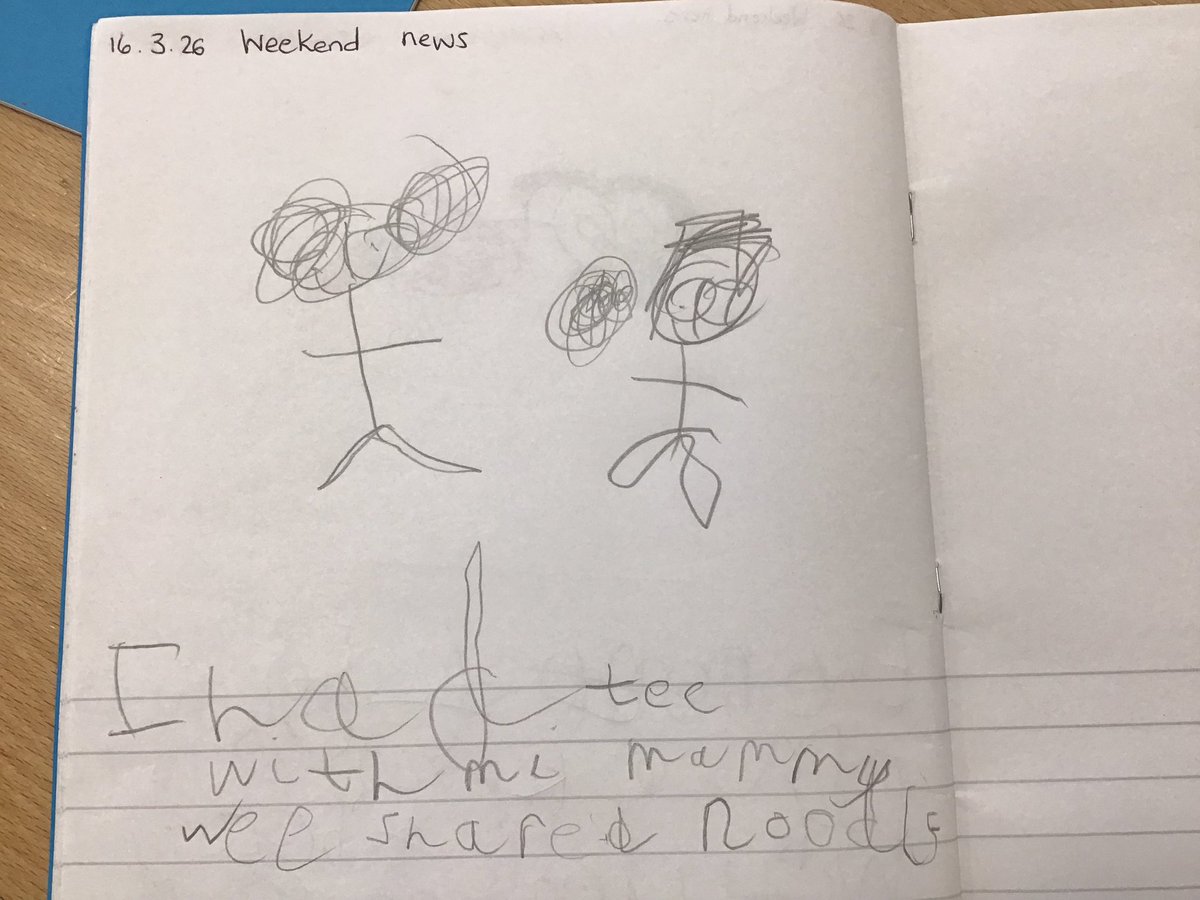 16.3.26 Weekend news
I had tee
with mi mammy
wee shared noodls